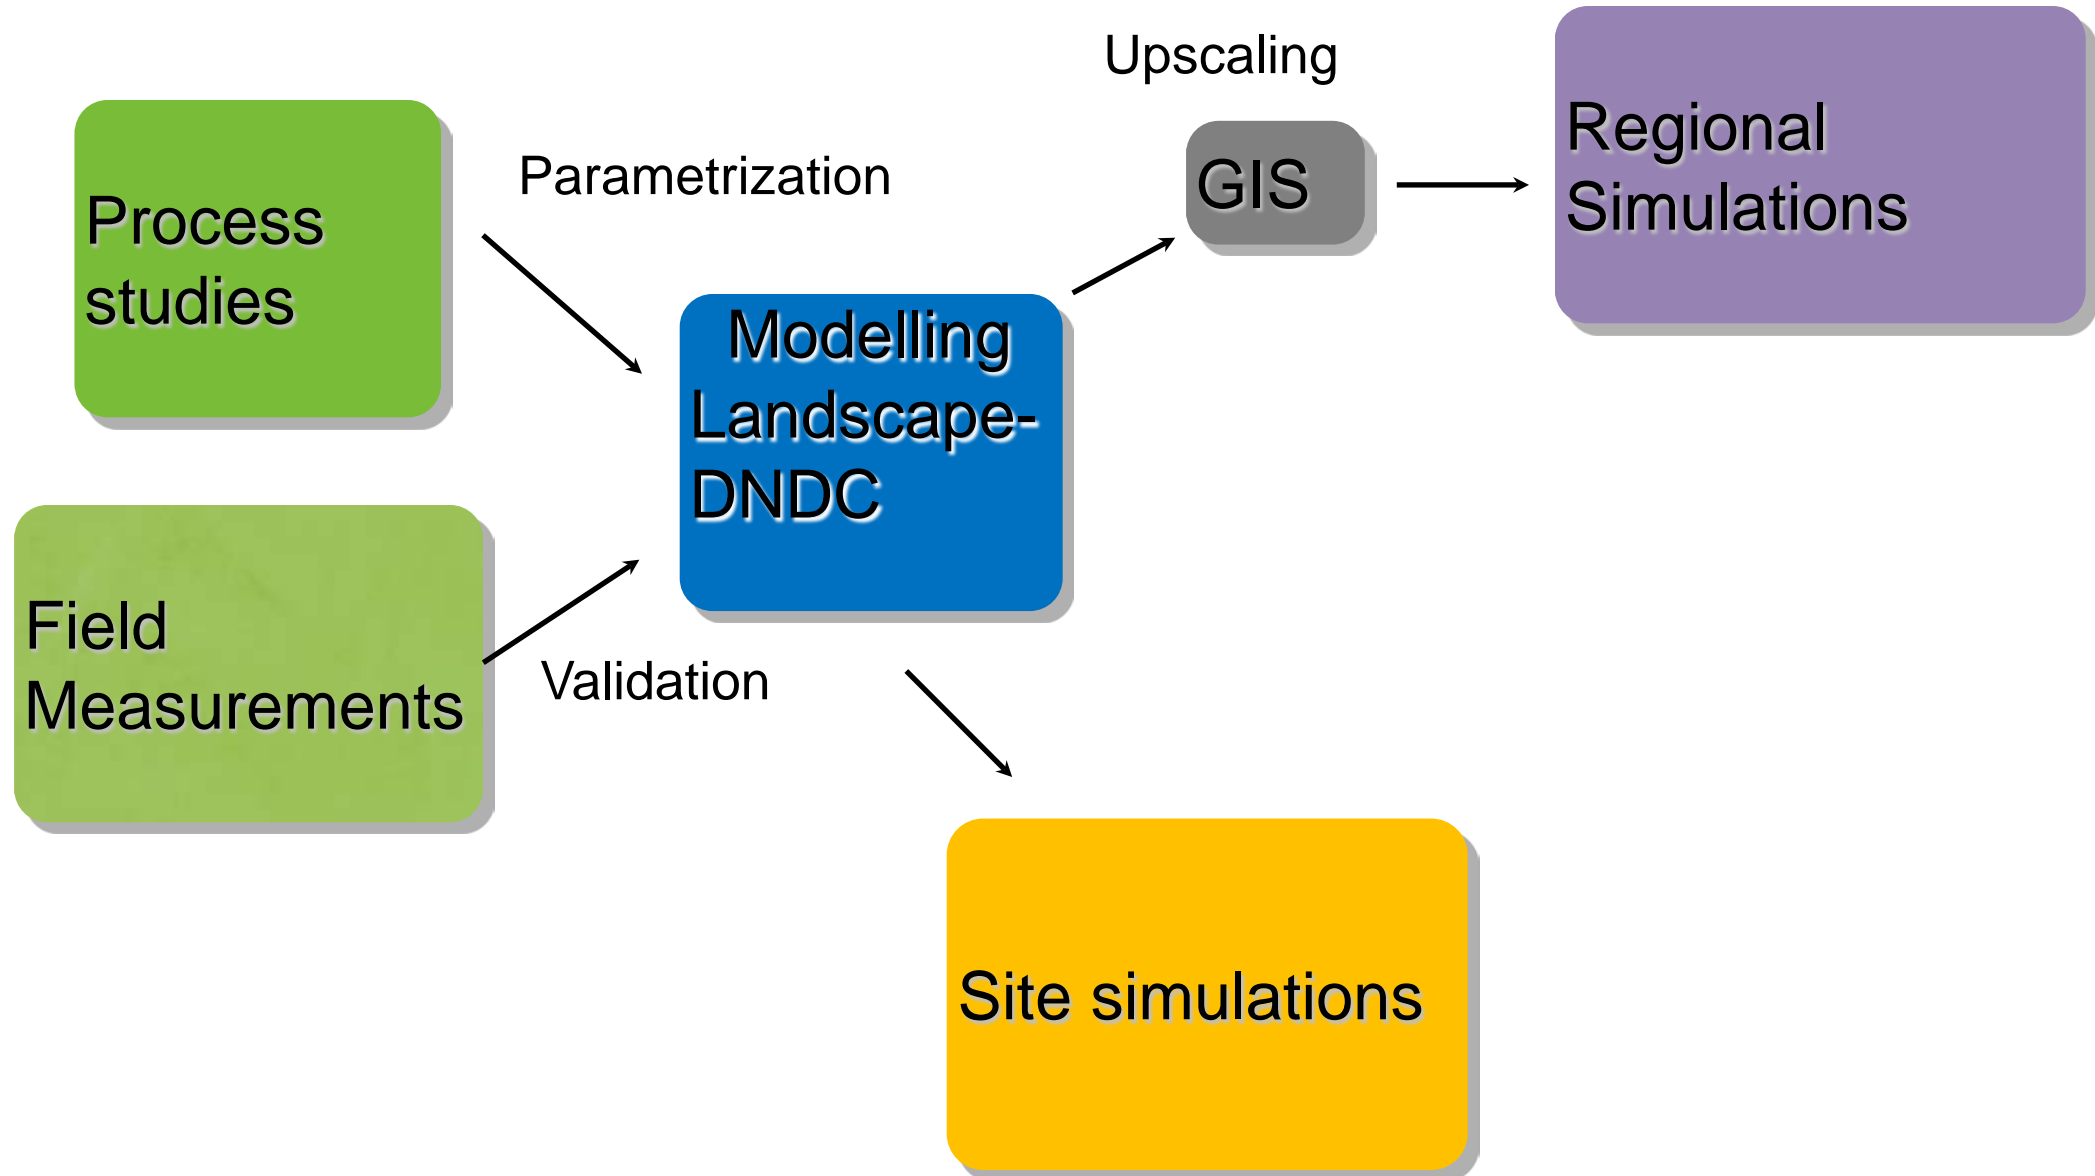 Upscaling
Regional
Simulations
GIS
Process
studies
Parametrization
Modelling
Landscape-
DNDC
Field
Measurements
Validation
Site simulations